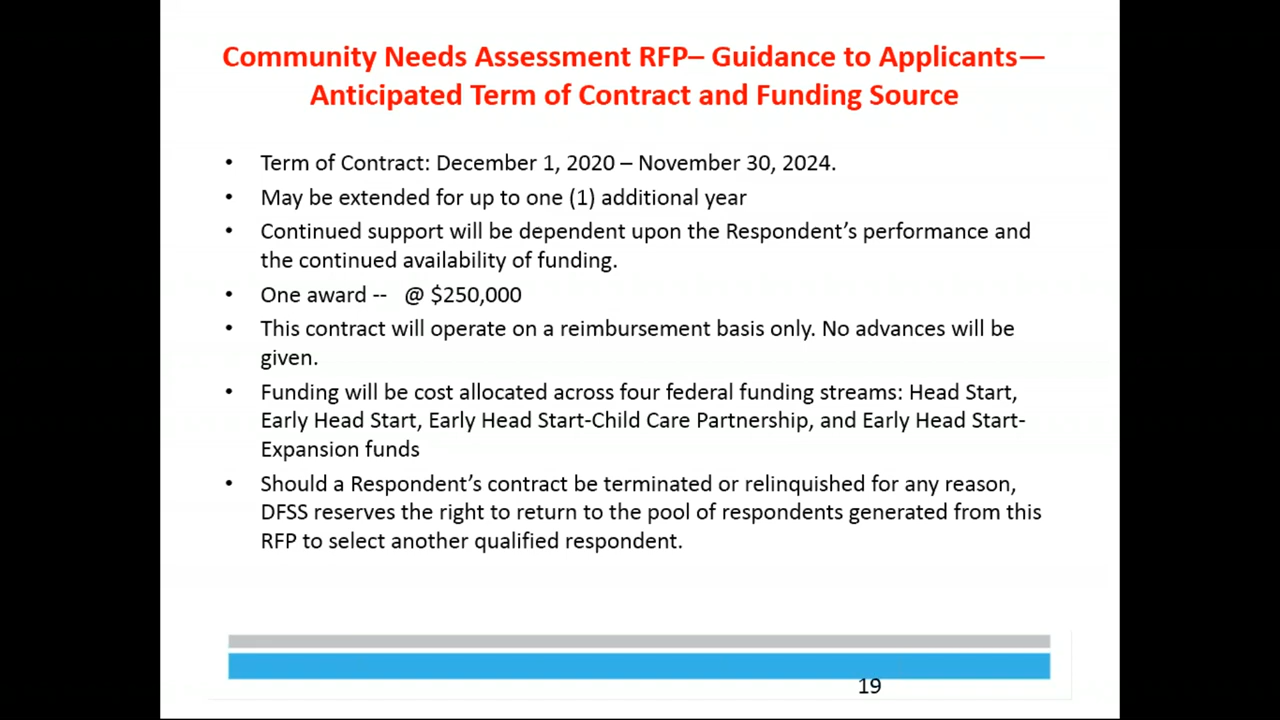 Community Needs Assessment RFP– Guidance to Applicants—
Anticipated Term of Contract and Funding Source
• Term of Contract: December 1, 2020 – November 30, 2024.
• May be extended for up to one (1) additional year
• Continued support will be dependent upon the Respondent’s performance and
the continued availability of funding.
• One award -- @ $250,000
• This contract will operate on a reimbursement basis only. No advances will be
given.
• Funding will be cost allocated across four federal funding streams: Head Start,
Early Head Start, Early Head Start-Child Care Partnership, and Early Head Start-
Expansion funds
• Should a Respondent’s contract be terminated or relinquished for any reason,
DFSS reserves the right to return to the pool of respondents generated from this
RFP to select another qualified respondent.
19